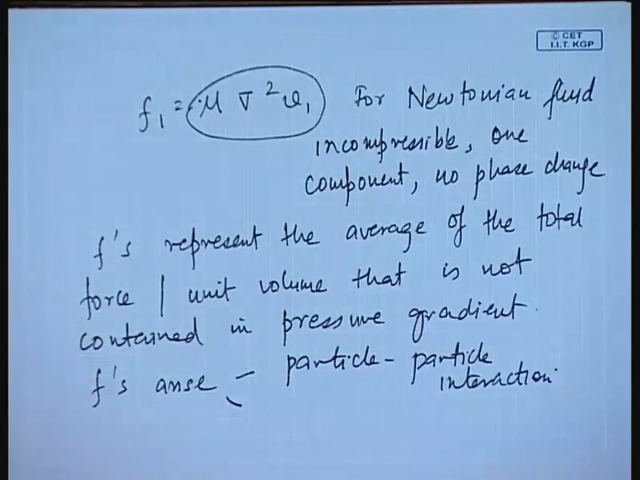 © CET
I.I.T. KGP
f₁ = μ ∇² v₁ For Newtonian fluid
incompressible, one
component, no phase change
f's represent the average of the total
force / unit volume that is not
contained in pressure gradient.
f's arise – particle - particle
interaction